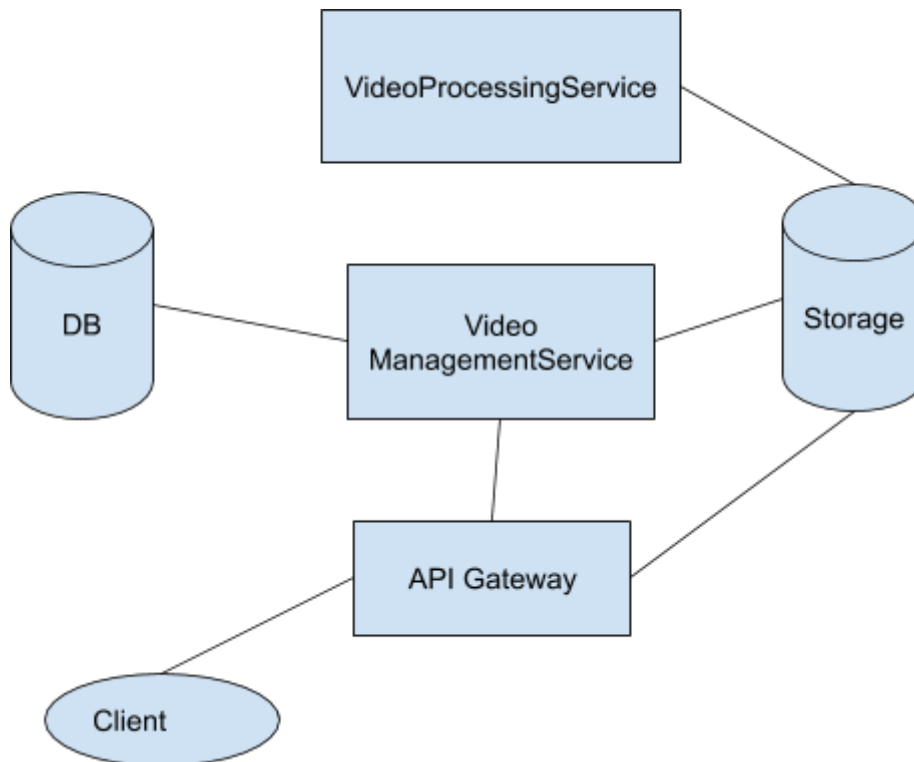 VideoProcessingService
DB
Video
ManagementService
Storage
API Gateway
Client